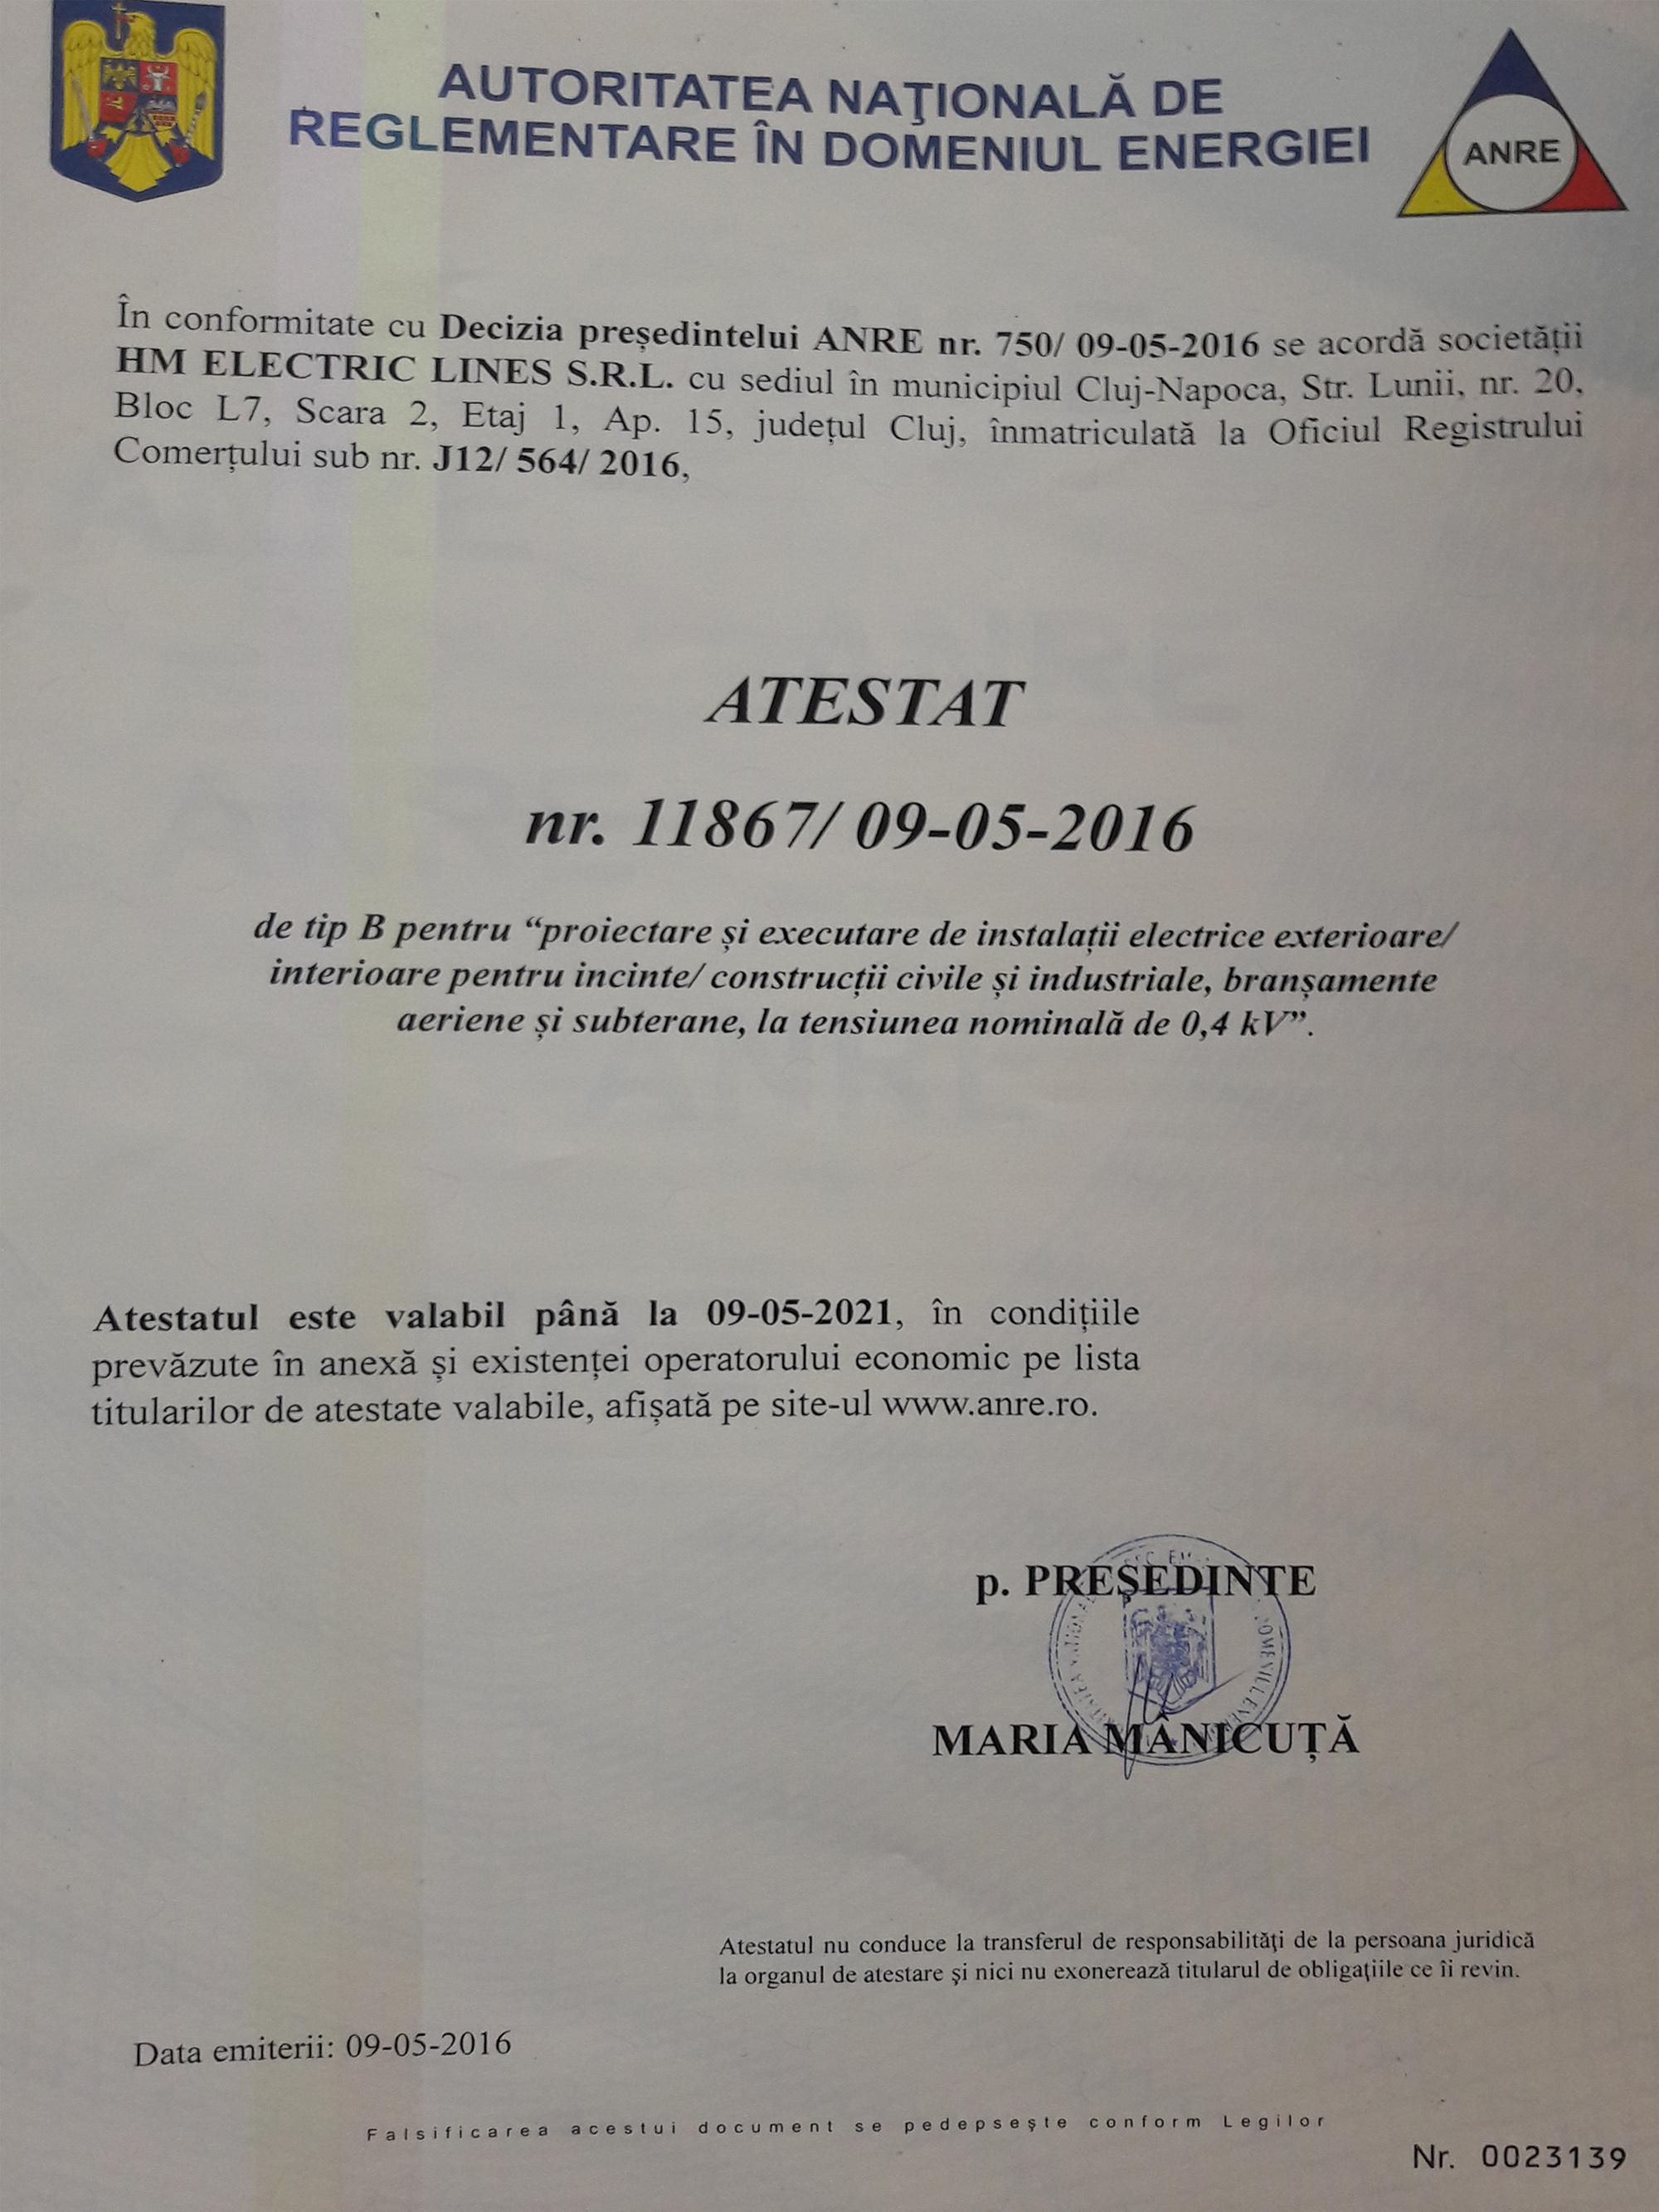 AUTORITATEA NAŢIONALĂ DE
REGLEMENTARE ÎN DOMENIUL ENERGIEI
ANRE
În conformitate cu Decizia președintelui ANRE nr. 750/ 09-05-2016 se acordă societății
HM ELECTRIC LINES S.R.L. cu sediul în municipiul Cluj-Napoca, Str. Lunii, nr. 20,
Bloc L7, Scara 2, Etaj 1, Ap. 15, județul Cluj, înmatriculată la Oficiul Registrului
Comerțului sub nr. J12/ 564/ 2016,
ATESTAT
nr. 11867/ 09-05-2016
de tip B pentru “proiectare și executare de instalații electrice exterioare/
interioare pentru incinte/ construcții civile și industriale, branșamente
aeriene și subterane, la tensiunea nominală de 0,4 kV”.
Atestatul este valabil până la 09-05-2021, în condițiile
prevăzute în anexă și existenței operatorului economic pe lista
titularilor de atestate valabile, afișată pe site-ul www.anre.ro.
p. PREŞEDINTE
MARIA MÂNICUȚĂ
Atestatul nu conduce la transferul de responsabilităţi de la persoana juridică
la organul de atestare şi nici nu exonerează titularul de obligaţiile ce îi revin.
Data emiterii: 09-05-2016
Falsificarea acestui document se pedepseşte conform Legilor
Nr. 0023139